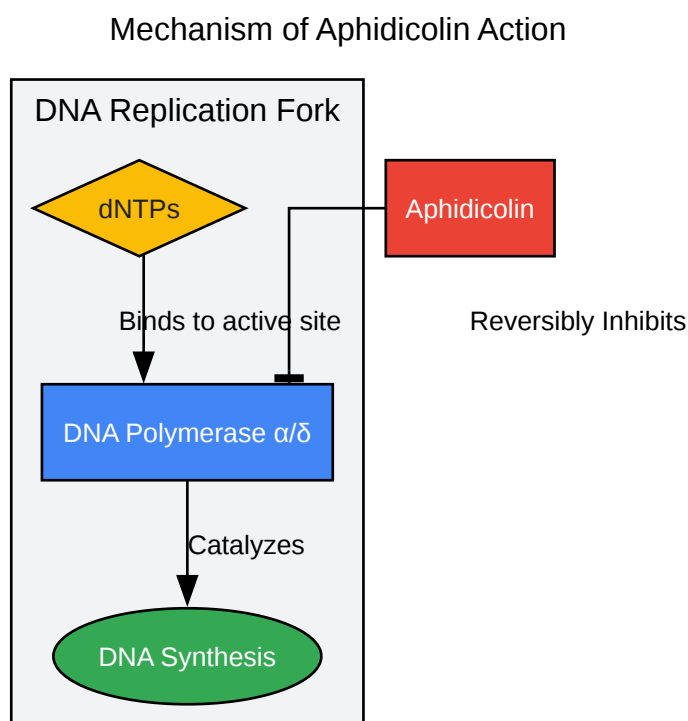 Mechanism of Aphidicolin Action
DNA Replication Fork
dNTPs
Aphidicolin
Binds to active site
Reversibly Inhibits
DNA Polymerase α/δ
Catalyzes
DNA Synthesis